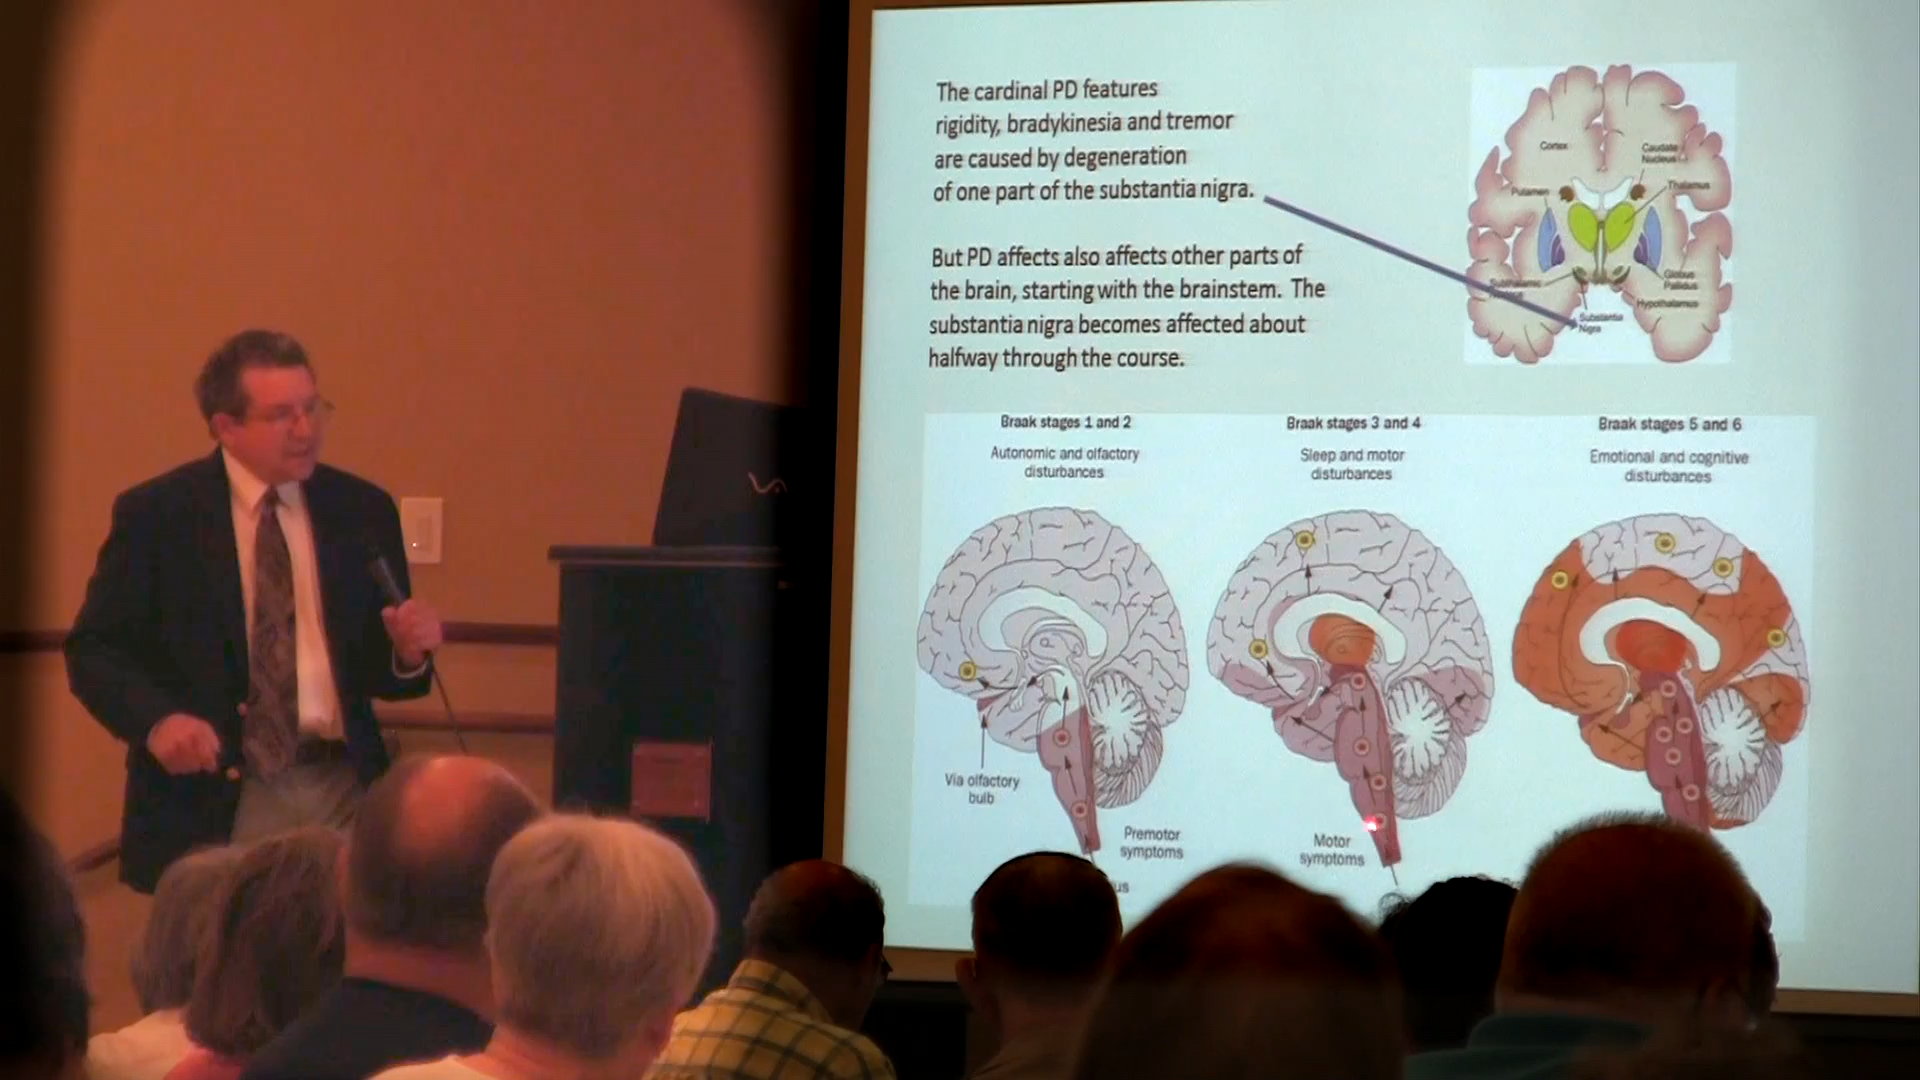 The cardinal PD features
rigidity, bradykinesia and tremor
are caused by degeneration
of one part of the substantia nigra.
But PD affects also affects other parts of
the brain, starting with the brainstem. The
substantia nigra becomes affected about
halfway through the course.
Cortex
Caudate
Nucleus
Putamen
Thalamus
Subthalamic
Globus
Pallidus
Hypothalamus
Substantia
Nigra
Braak stages 1 and 2
Autonomic and olfactory
disturbances
Via olfactory
bulb
Premotor
symptoms
us
Braak stages 3 and 4
Sleep and motor
disturbances
Motor
symptoms
Braak stages 5 and 6
Emotional and cognitive
disturbances